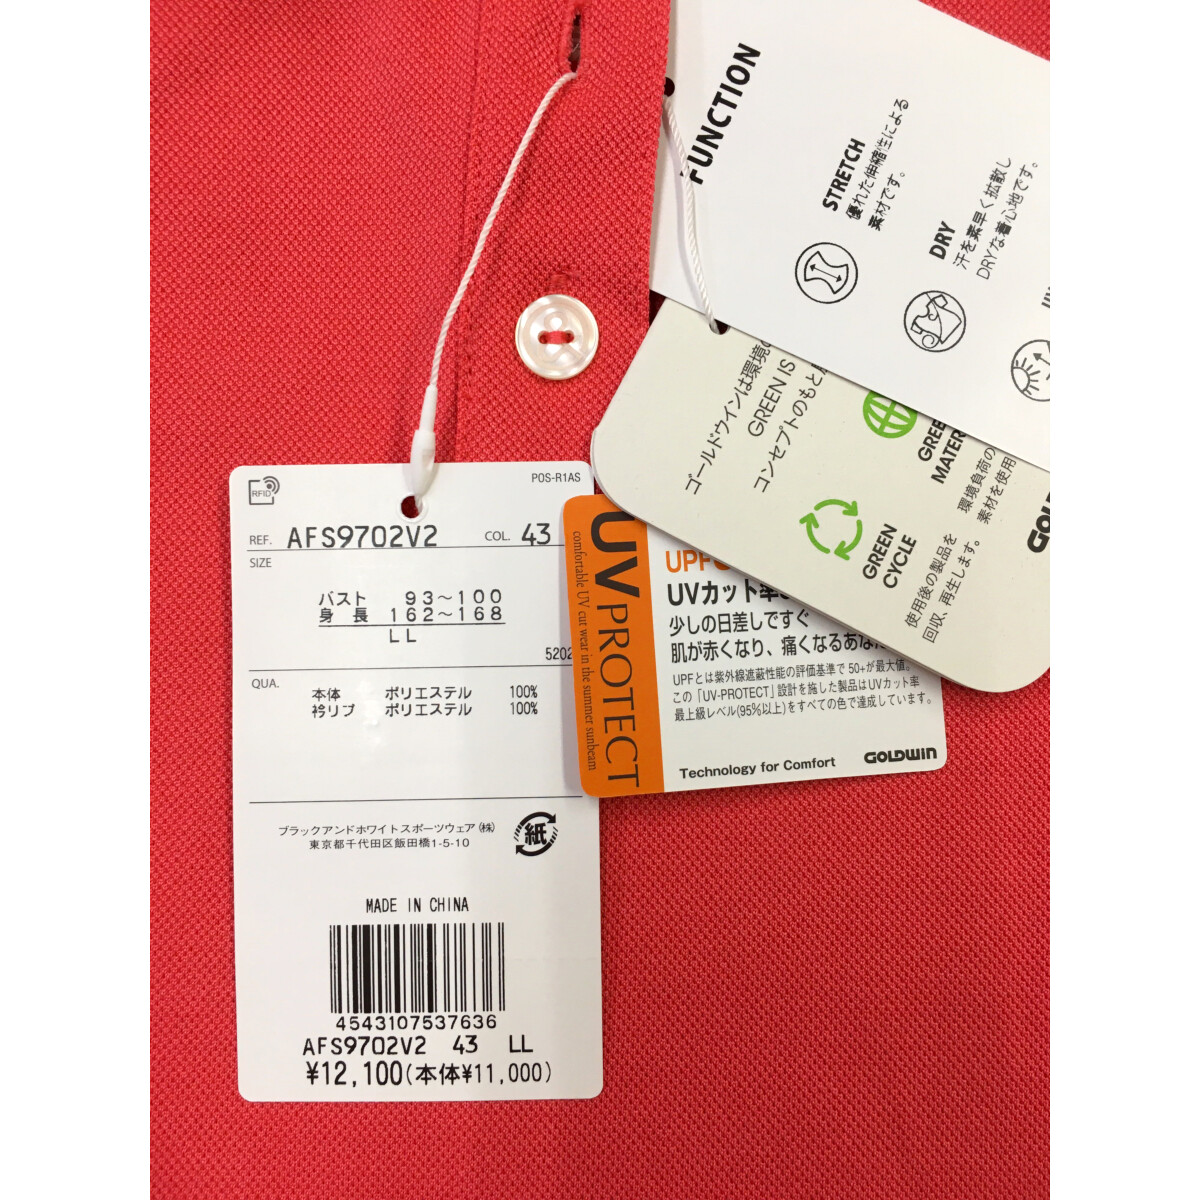 FUNCTION
STRETCH
優れた伸縮性による
素材です。
DRY
汗を素早く拡散し
DRYな着心地です。
ゴールドウインは環境
GREEN IS
コンセプトのもと
GREEN
CYCLE
使用後の製品を
回収、再生します。
GREE
MATER
環境負荷の
素材を使用
UV PROTECT
comfortable UV cut wear in the summer sunbeam
UPF
UVカット率
少しの日差しですぐ
肌が赤くなり、痛くなるあなた
UPFとは紫外線遮蔽性能の評価基準で 50+が最大値。
この「UV-PROTECT」設計を施した製品はUVカット率
最上級レベル(95%以上)をすべての色で達成しています。
Technology for Comfort
GOLDWIN
RFID
POS-R1AS
REF. AFS9702V2 COL. 43
SIZE
バスト 93〜100
身長 162〜168
LL
5202
QUA.
本体 ポリエステル 100%
衿リブ ポリエステル 100%
ブラックアンドホワイトスポーツウェア(株)
東京都千代田区飯田橋1-5-10
紙
MADE IN CHINA
4543107537636
AFS9702V2 43 LL
¥12,100(本体¥11,000)